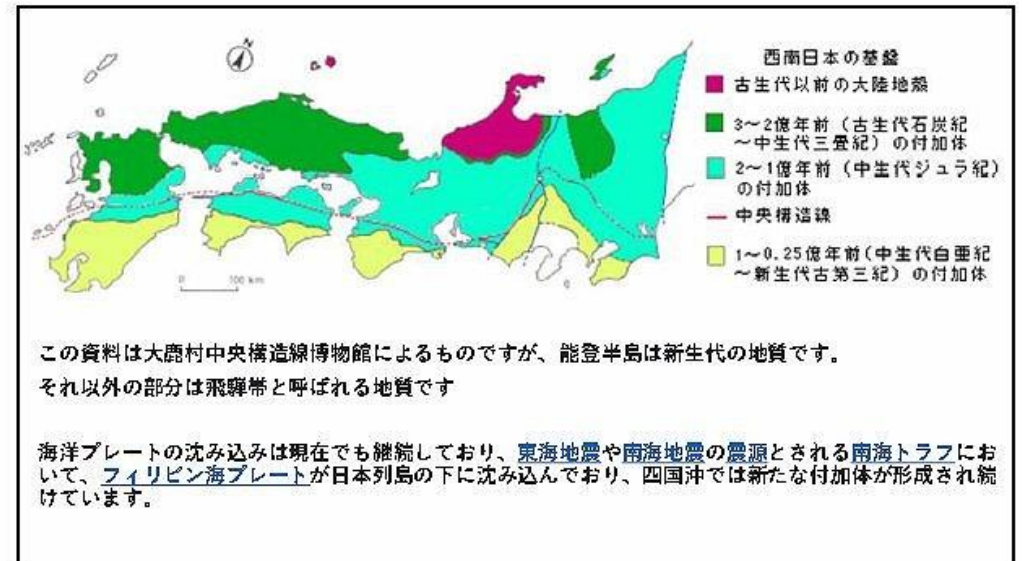 N
西南日本の基盤
古生代以前の大陸地殻
3～2億年前（古生代石炭紀
～中生代三畳紀）の付加体
2～1億年前（中生代ジュラ紀）
の付加体
中央構造線
1～0.25億年前（中生代白亜紀
～新生代古第三紀）の付加体
0 100 km
この資料は大鹿村中央構造線博物館によるものですが、能登半島は新生代の地質です。
それ以外の部分は飛騨帯と呼ばれる地質です
海洋プレートの沈み込みは現在でも継続しており、東海地震や南海地震の震源とされる南海トラフにお
いて、フィリピン海プレートが日本列島の下に沈み込んでおり、四国沖では新たな付加体が形成され続
けています。